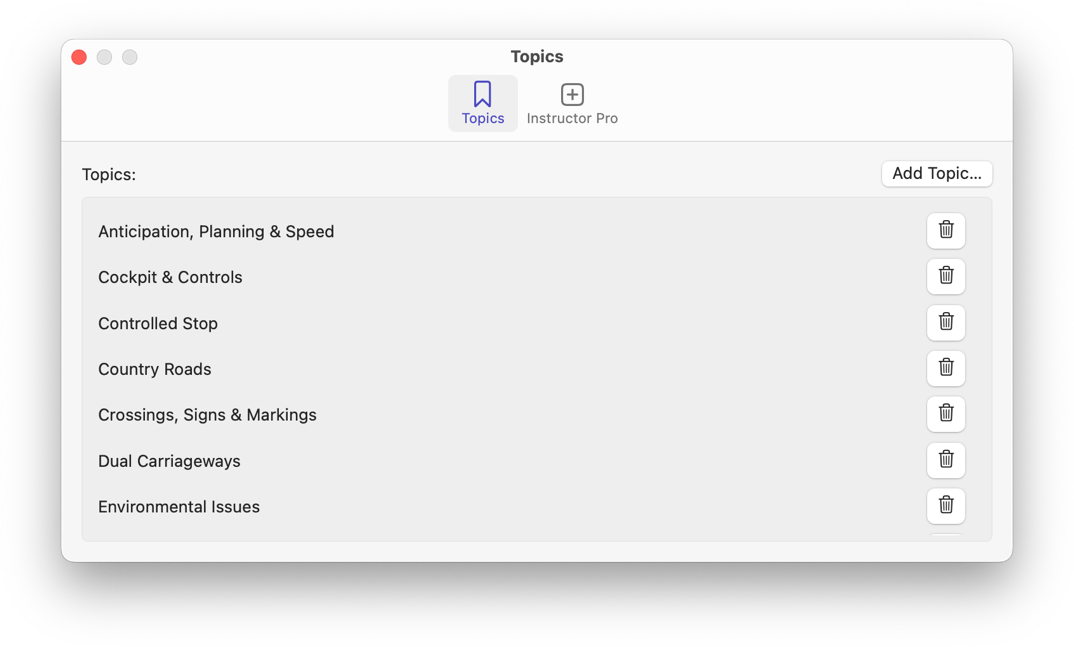 Topics
Topics
Instructor Pro
Topics:
Add Topic...
Anticipation, Planning & Speed
Cockpit & Controls
Controlled Stop
Country Roads
Crossings, Signs & Markings
Dual Carriageways
Environmental Issues